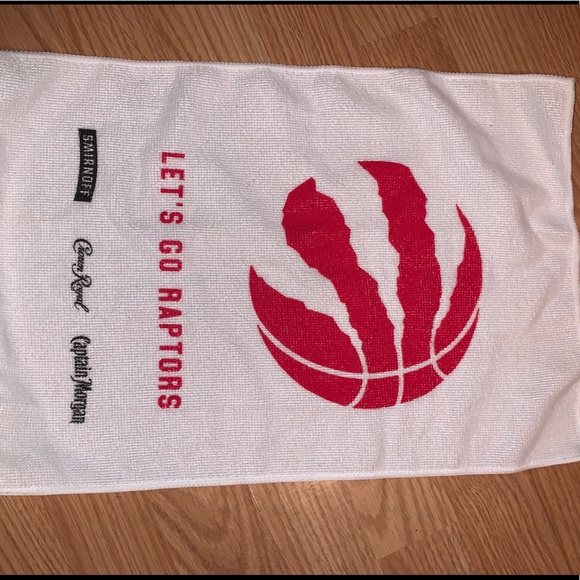 LET'S GO RAPTORS
SMIRNOFF
Crown Royal
Captain Morgan